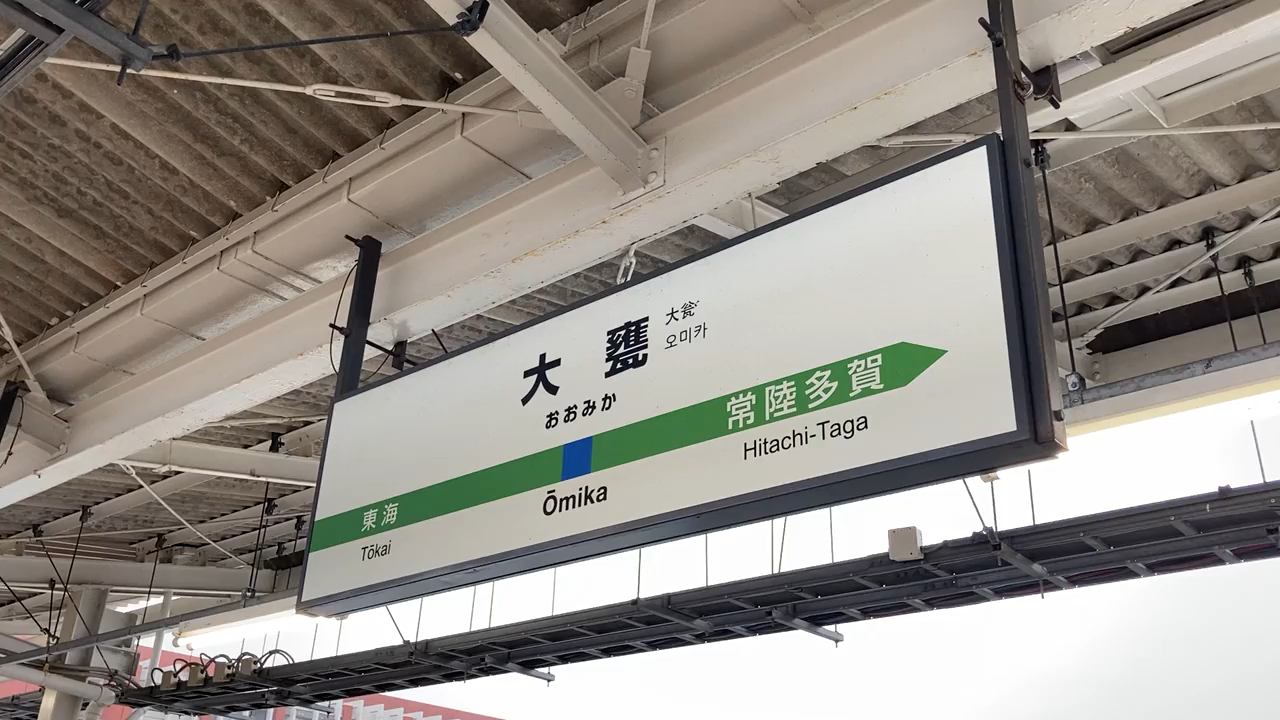 大甕
大瓮
오미카
おおみか
常陸多賀
Hitachi-Taga
Ōmika
東海
Tōkai